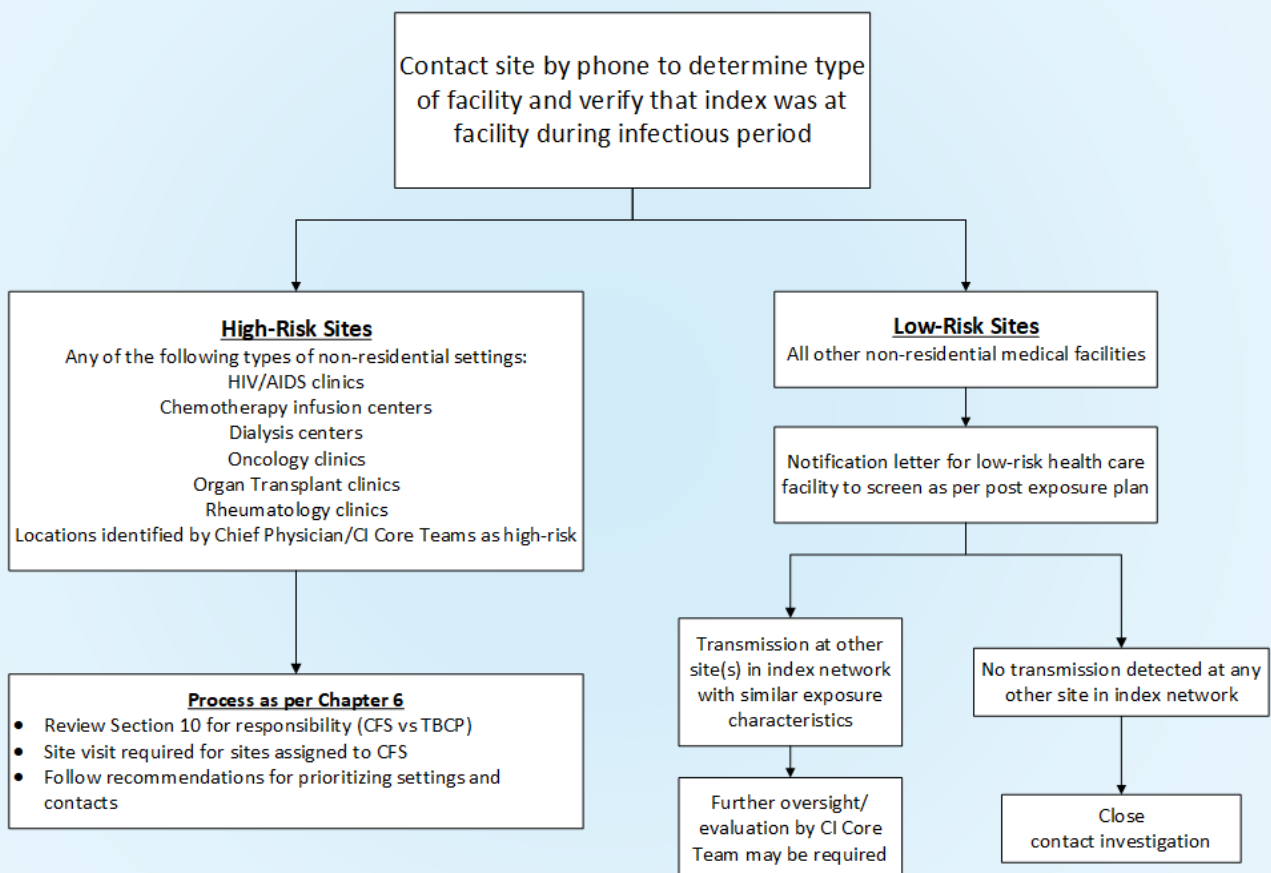 Contact site by phone to determine type
of facility and verify that index was at
facility during infectious period
High-Risk Sites
Any of the following types of non-residential settings:
HIV/AIDS clinics
Chemotherapy infusion centers
Dialysis centers
Oncology clinics
Organ Transplant clinics
Rheumatology clinics
Locations identified by Chief Physician/CI Core Teams as high-risk
Process as per Chapter 6
• Review Section 10 for responsibility (CFS vs TBCP)
• Site visit required for sites assigned to CFS
• Follow recommendations for prioritizing settings and
contacts
Low-Risk Sites
All other non-residential medical facilities
Notification letter for low-risk health care
facility to screen as per post exposure plan
Transmission at other
site(s) in index network
with similar exposure
characteristics
Further oversight/
evaluation by CI Core
Team may be required
No transmission detected at any
other site in index network
Close
contact investigation